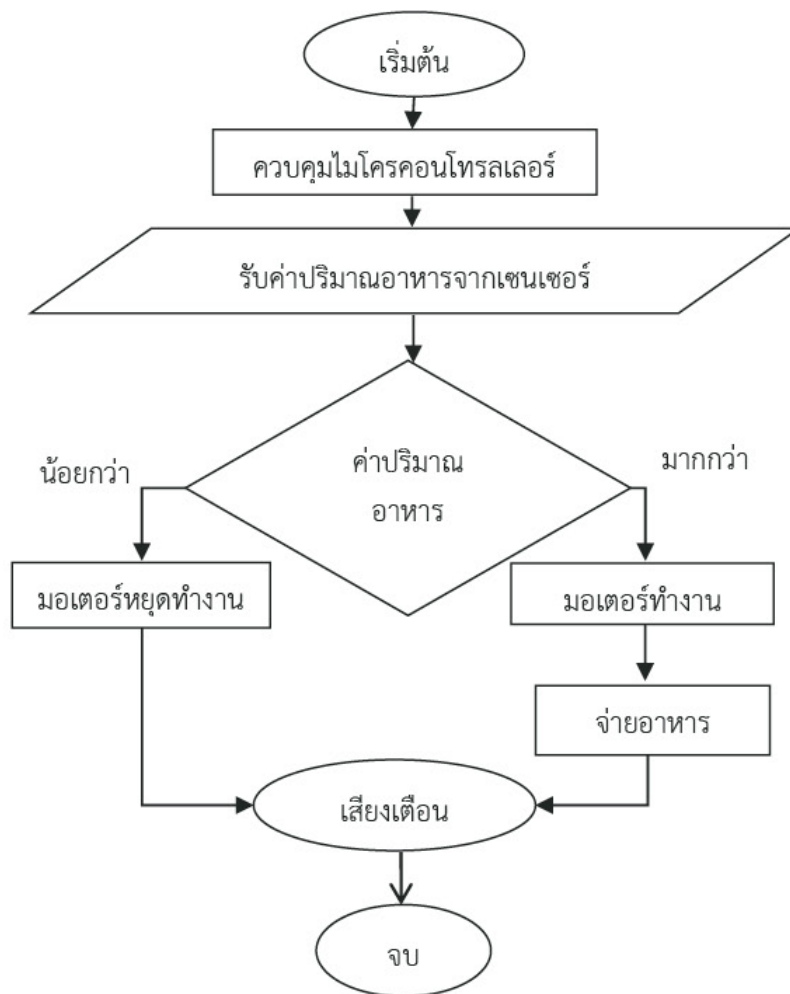 เริ่มต้น
ควบคุมไมโครคอนโทรลเลอร์
รับค่าปริมาณอาหารจากเซนเซอร์
ค่าปริมาณ
อาหาร
น้อยกว่า
มากกว่า
มอเตอร์หยุดทำงาน
มอเตอร์ทำงาน
จ่ายอาหาร
เสียงเตือน
จบ